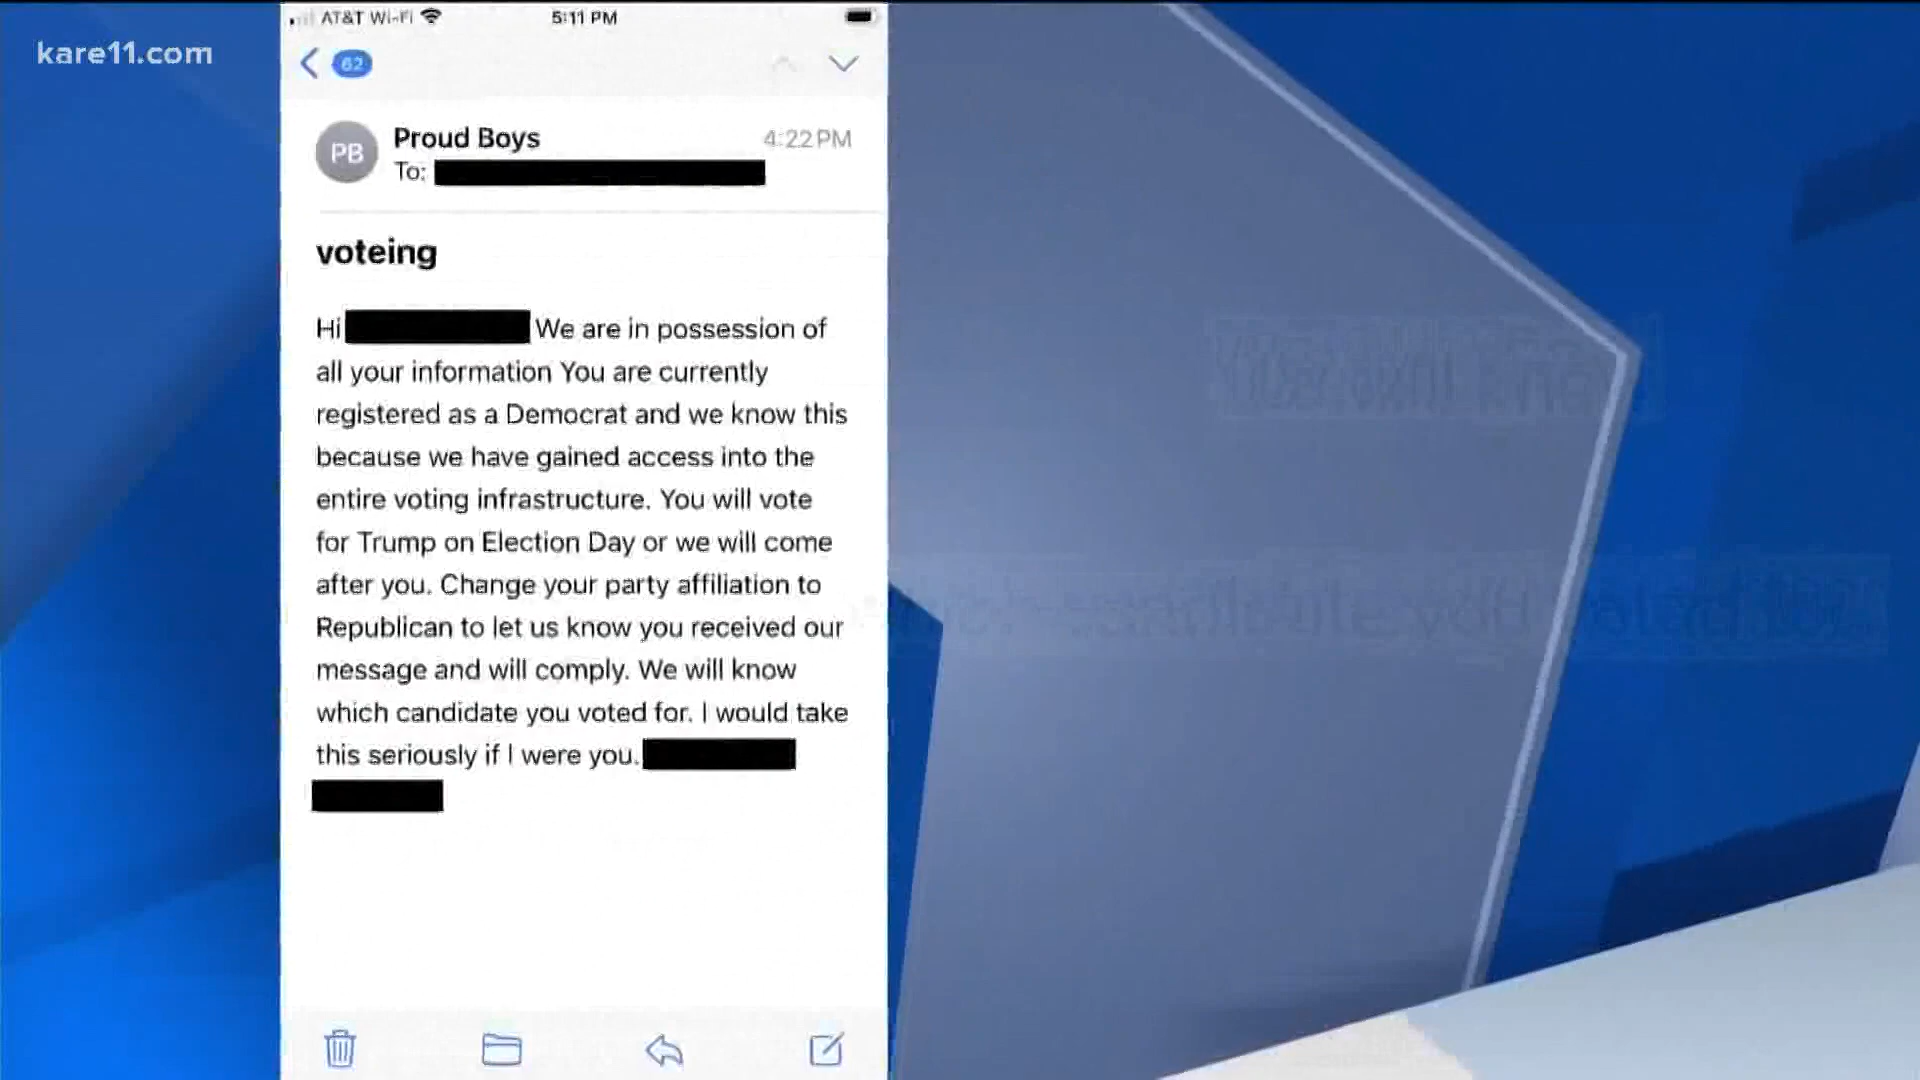 kare11.com
AT&T Wi-Fi
5:11 PM
62
PB
Proud Boys
4:22 PM
To:
voteing
Hi We are in possession of
all your information You are currently
registered as a Democrat and we know this
because we have gained access into the
entire voting infrastructure. You will vote
for Trump on Election Day or we will come
after you. Change your party affiliation to
Republican to let us know you received our
message and will comply. We will know
which candidate you voted for. I would take
this seriously if I were you.